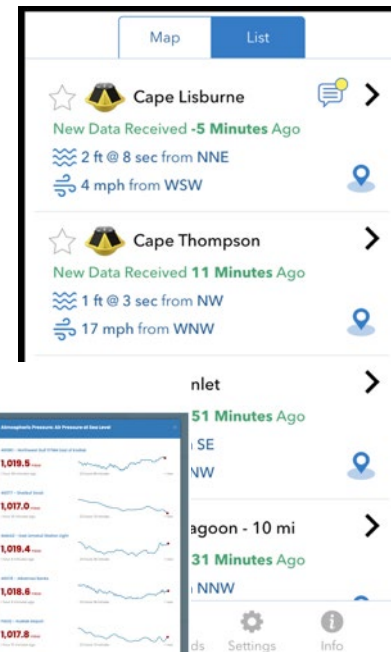 Map
List
Cape Lisburne
New Data Received -5 Minutes Ago
2 ft @ 8 sec from NNE
4 mph from WSW
Cape Thompson
New Data Received 11 Minutes Ago
1 ft @ 3 sec from NW
17 mph from WNW
nlet
51 Minutes Ago
SE
NW
agoon - 10 mi
31 Minutes Ago
NNW
ds
Settings
Info
Atmospheric Pressure: Air Pressure at Sea Level
1,019.5
1,017.0
1,019.4
1,018.6
1,017.8